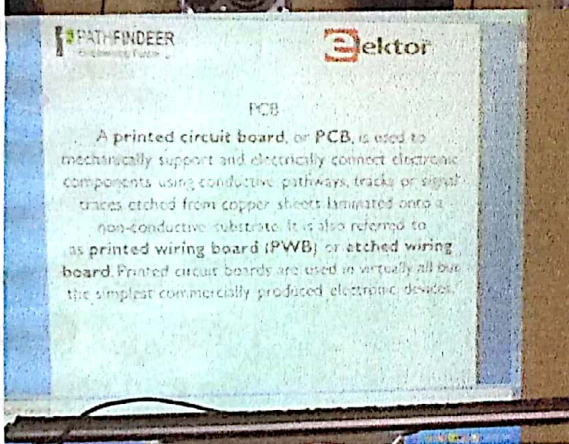 PATHFINDEER
elektor
PCB
A printed circuit board, or PCB, is used to
mechanically support and electrically connect electronic
components using conductive pathways, tracks or signal
traces etched from copper sheets laminated onto a
non-conductive substrate. It is also referred to
as printed wiring board (PWB) or etched wiring
board. Printed circuit boards are used in virtually all but
the simplest commercially produced electronic devices.